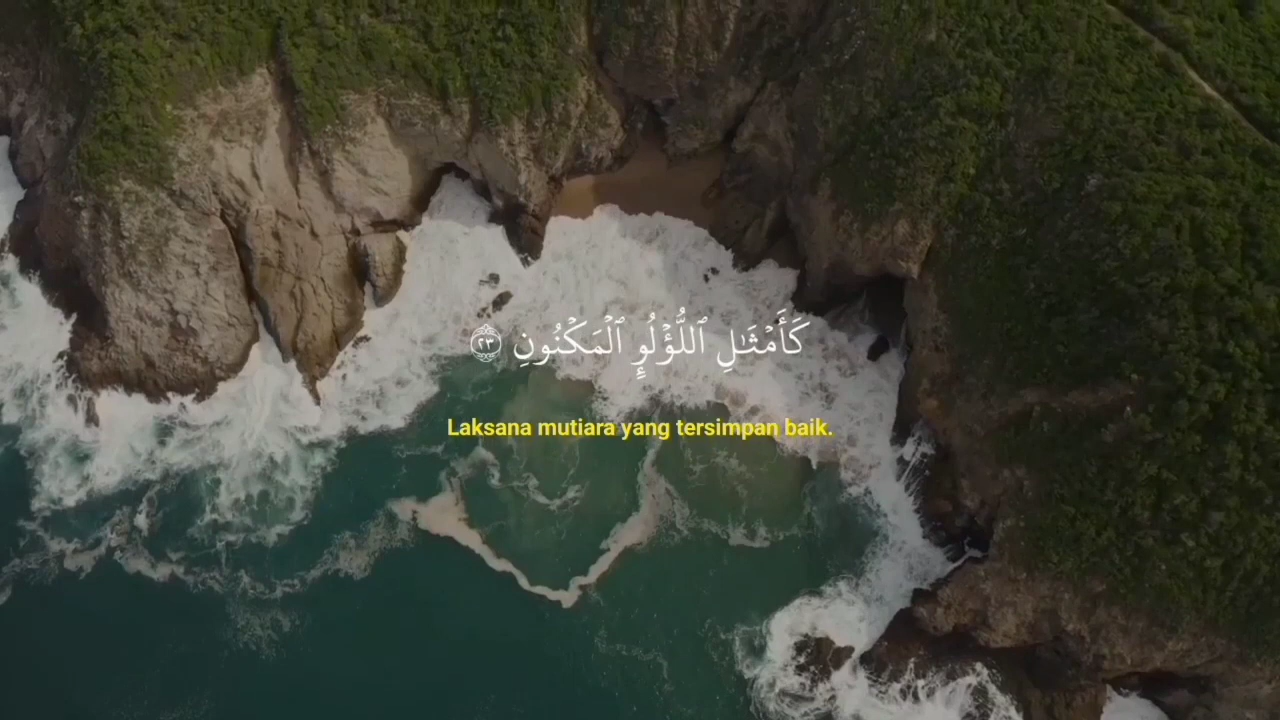 كَأَمْثَـٰلِ ٱللُّؤْلُوِٕ ٱلْمَكْنُونِ ٢٣
Laksana mutiara yang tersimpan baik.